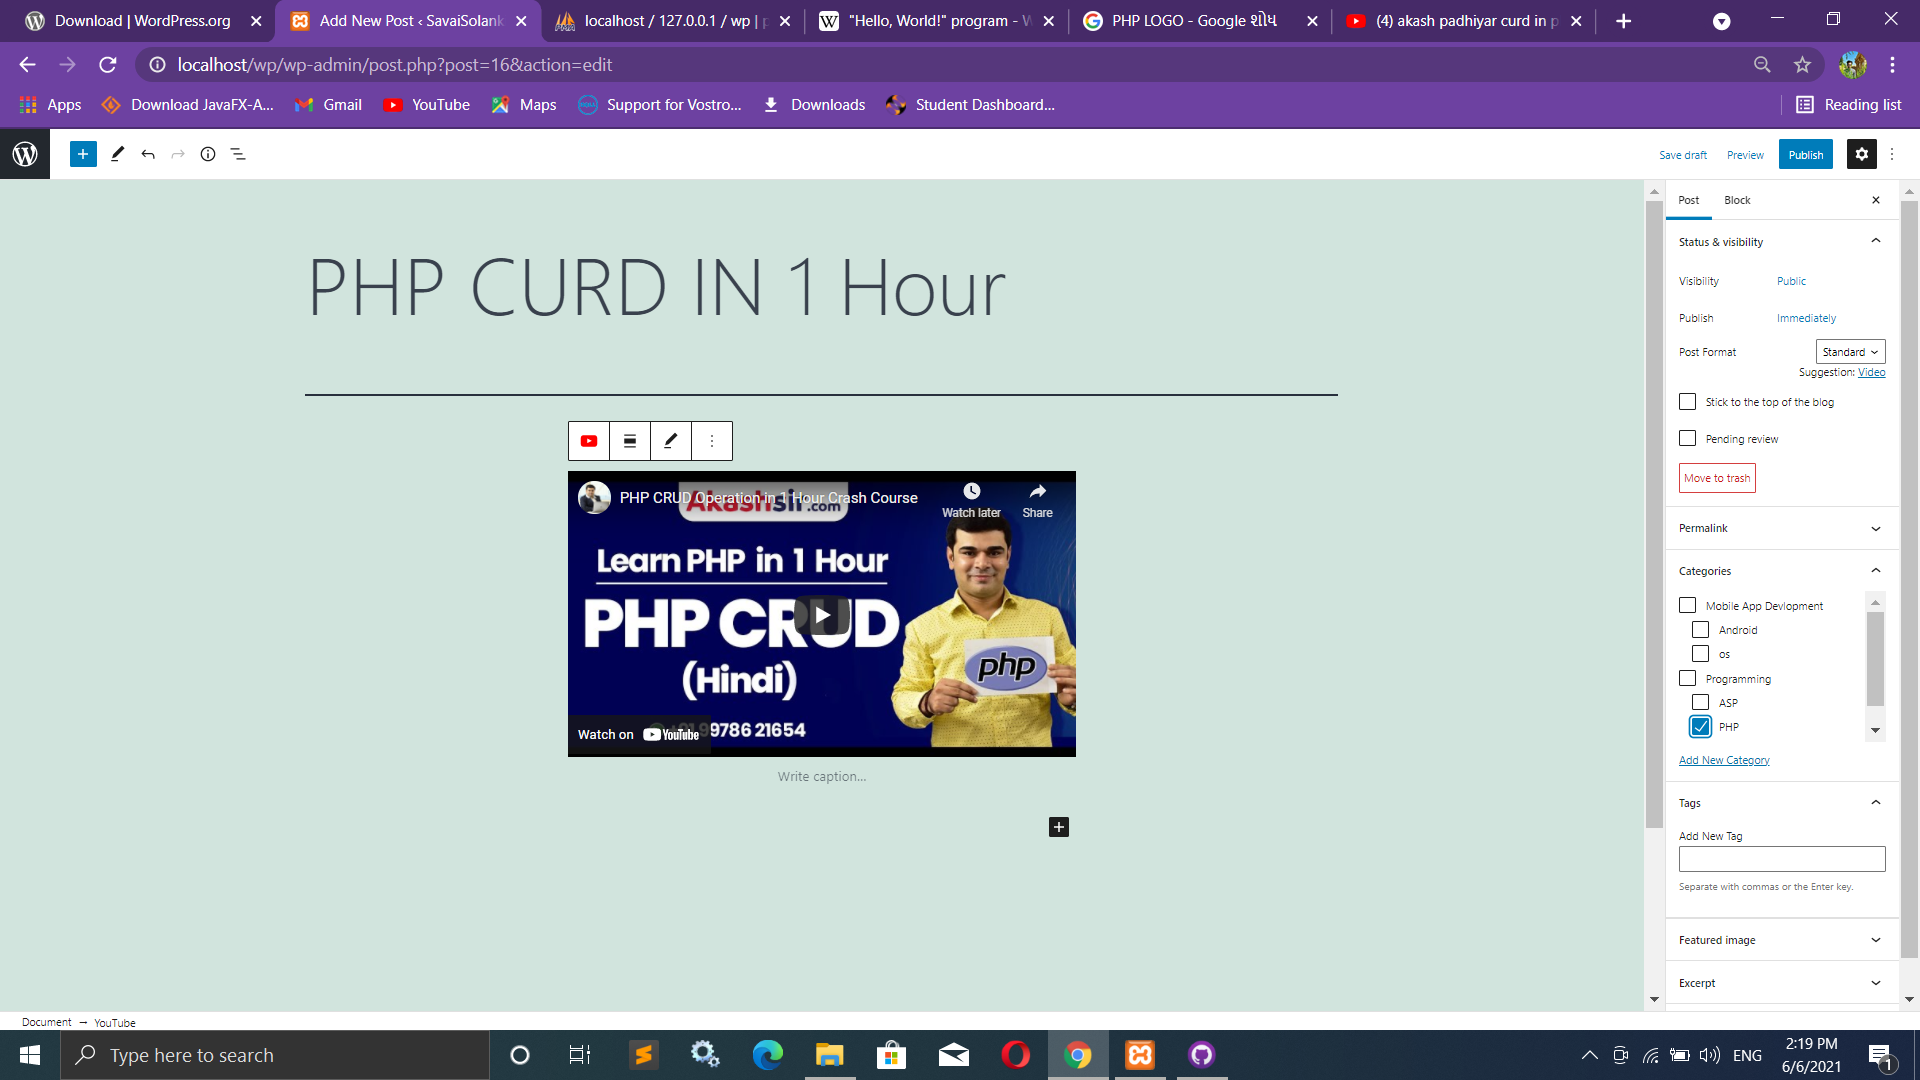 Download | WordPress.org
Add New Post ‹ SavaiSolank
localhost / 127.0.0.1 / wp | p
"Hello, World!" program - W
PHP LOGO - Google શોધ
(4) akash padhiyar curd in p
localhost/wp/wp-admin/post.php?post=16&action=edit
Apps
Download JavaFX-A...
Gmail
YouTube
Maps
Support for Vostro...
Downloads
Student Dashboard...
Reading list
Save draft
Preview
Publish
Post
Block
Status & visibility
Visibility
Public
Publish
Immediately
Post Format
Standard
Suggestion: Video
Stick to the top of the blog
Pending review
Move to trash
Permalink
Categories
Mobile App Devlopment
Android
os
Programming
ASP
PHP
Add New Category
Tags
Add New Tag
Separate with commas or the Enter key.
Featured image
Excerpt
PHP CURD IN 1 Hour
PHP CRUD Operation in 1 Hour Crash Course
Akashsir.com
Watch later
Share
Learn PHP in 1 Hour
PHP CRUD
(Hindi)
php
99786 21654
Watch on YouTube
Write caption...
Document → YouTube
Type here to search
ENG
2:19 PM
6/6/2021
1